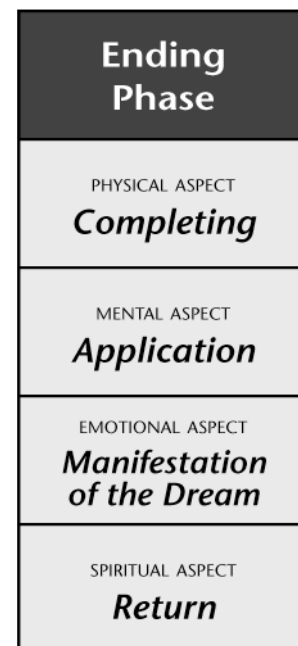 Ending
Phase
PHYSICAL ASPECT
Completing
MENTAL ASPECT
Application
EMOTIONAL ASPECT
Manifestation
of the Dream
SPIRITUAL ASPECT
Return